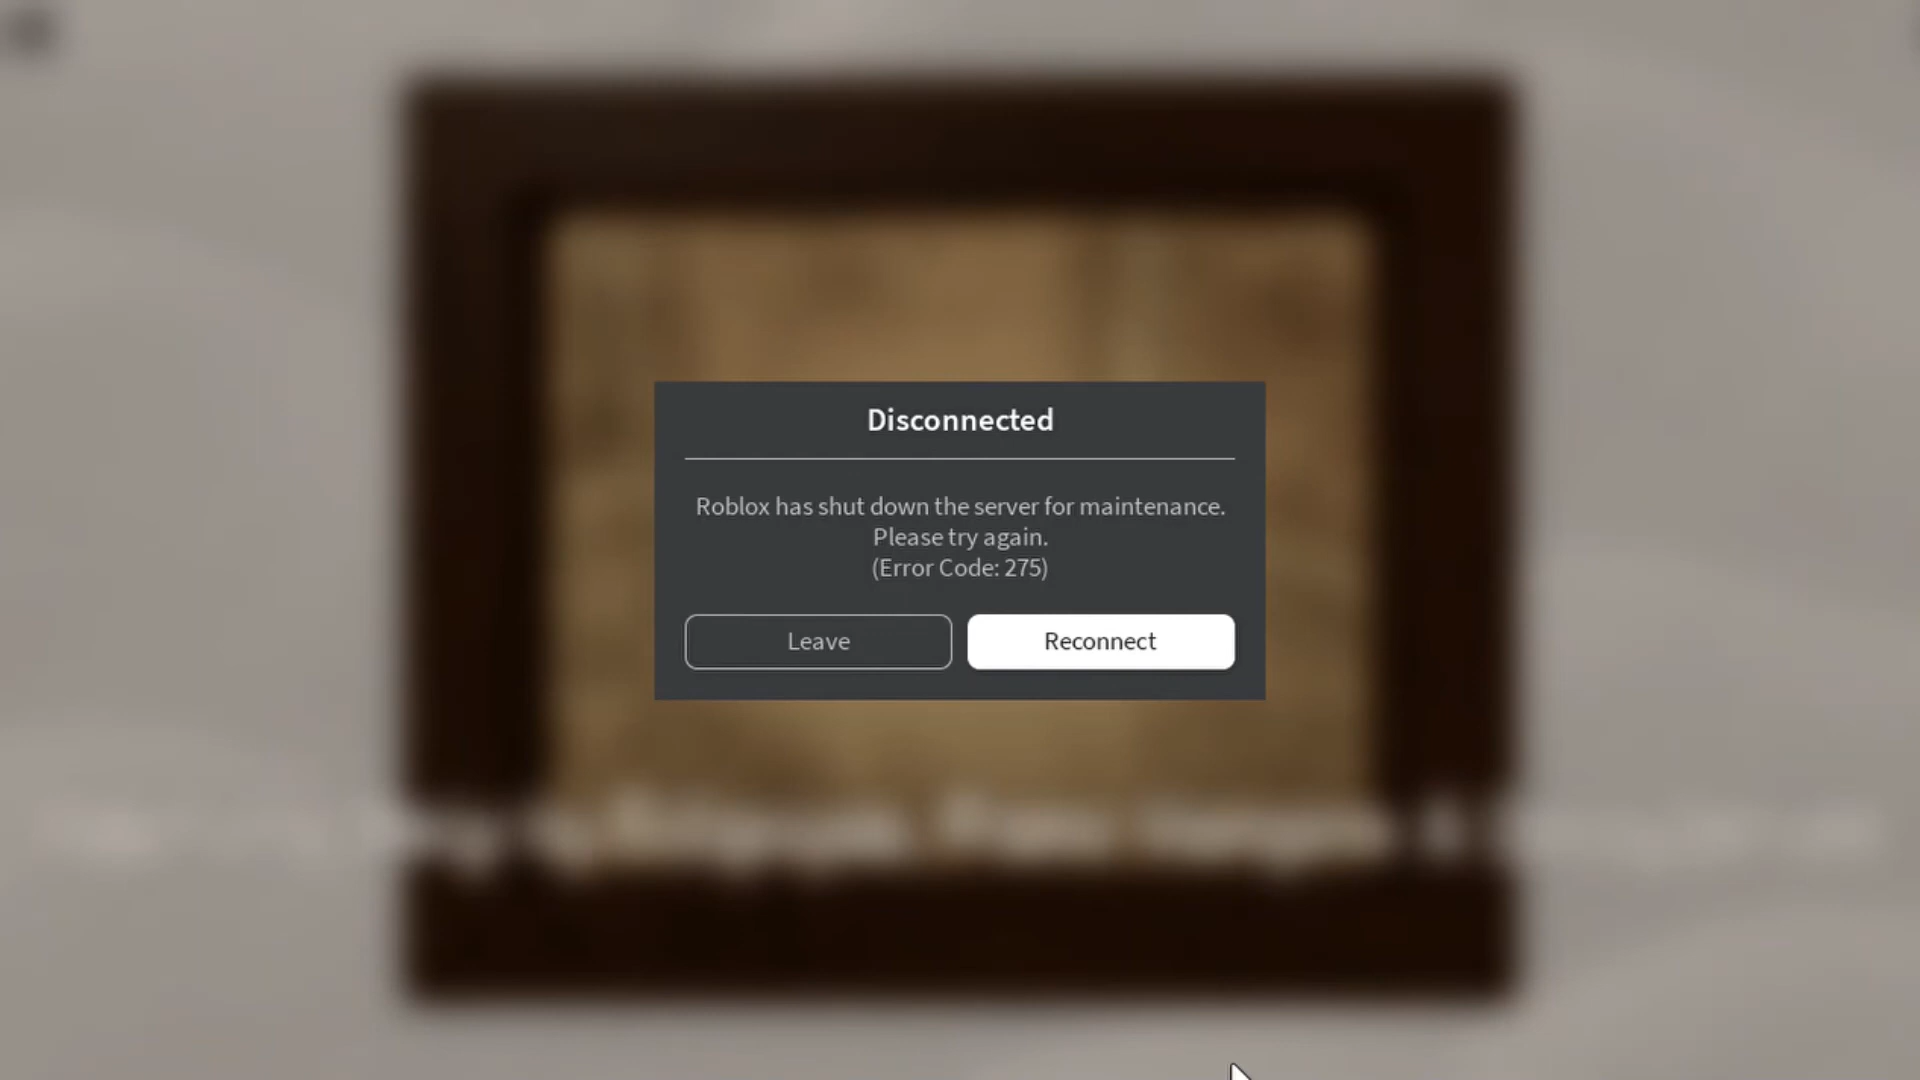 Disconnected
Roblox has shut down the server for maintenance.
Please try again.
(Error Code: 275)
Leave
Reconnect